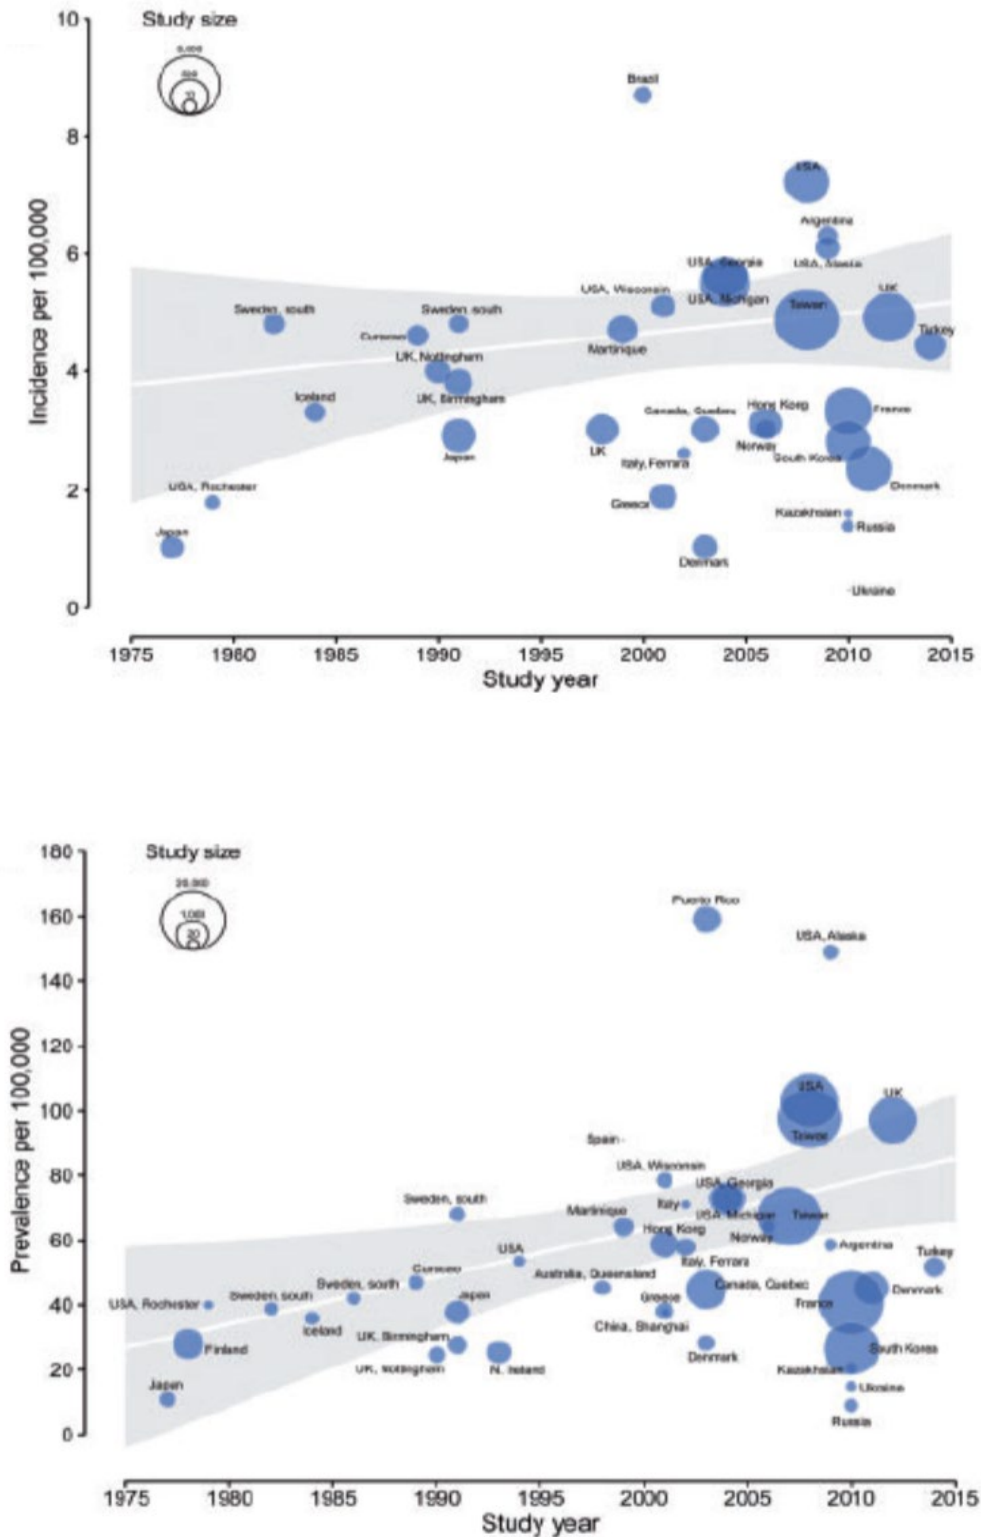 Study size
10
8
6
4
2
0
Incidence per 100,000
Brazil
USA
Argentina
USA, Alaska
USA, Georgia
USA, Michigan
USA, Wisconsin
Taiwan
UK
Turkey
Sweden, south
Sweden, south
Curacao
UK, Nottingham
Martinique
Iceland
UK, Birmingham
Canada, Quebec
Hong Kong
France
Japan
UK
Norway
South Korea
Italy, Ferrara
USA, Rochester
Greece
Denmark
Kazakhstan
Russia
Japan
Denmark
Ukraine
1975 1980 1985 1990 1995 2000 2005 2010 2015
Study year
Study size
20,000
1,000
20
180
160
140
120
100
80
60
40
20
0
Prevalence per 100,000
Puerto Rico
USA, Alaska
USA
UK
Taiwan
Spain
USA, Wisconsin
USA, Georgia
Sweden, south
Italy
Martinique
USA, Michigan
Taiwan
Hong Kong
Norway
Argentina
USA
Turkey
Italy, Ferrara
Curacao
Australia, Queensland
Sweden, south
Canada, Quebec
Denmark
USA, Rochester
Sweden, south
Japan
Greece
France
Iceland
China, Shanghai
UK, Birmingham
Finland
South Korea
Denmark
UK, Nottingham
N. Ireland
Kazakhstan
Japan
Ukraine
Russia
1975 1980 1985 1990 1995 2000 2005 2010 2015
Study year